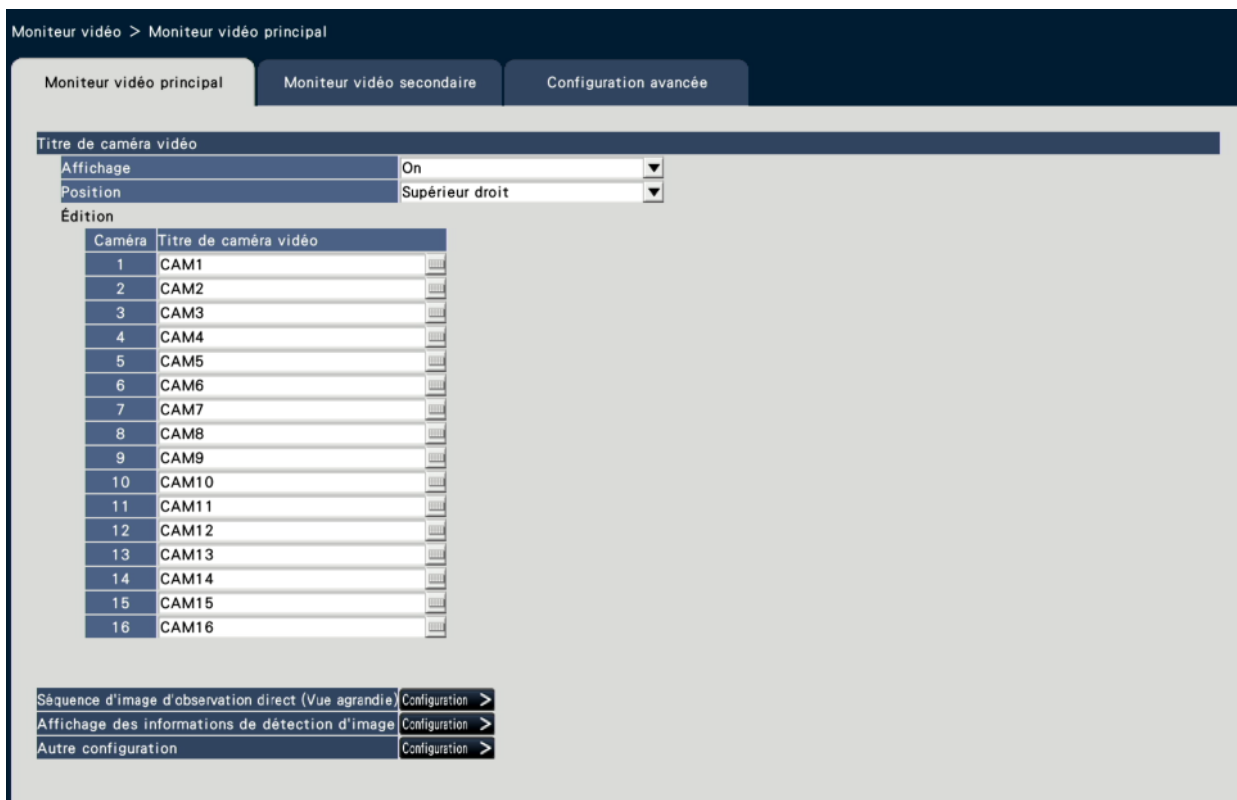 Moniteur vidéo > Moniteur vidéo principal
Moniteur vidéo principal Moniteur vidéo secondaire Configuration avancée
Titre de caméra vidéo
Affichage On
Position Supérieur droit
Édition
Caméra Titre de caméra vidéo
1 CAM1
2 CAM2
3 CAM3
4 CAM4
5 CAM5
6 CAM6
7 CAM7
8 CAM8
9 CAM9
10 CAM10
11 CAM11
12 CAM12
13 CAM13
14 CAM14
15 CAM15
16 CAM16
Séquence d'image d'observation direct (Vue agrandie) Configuration >
Affichage des informations de détection d'image Configuration >
Autre configuration Configuration >